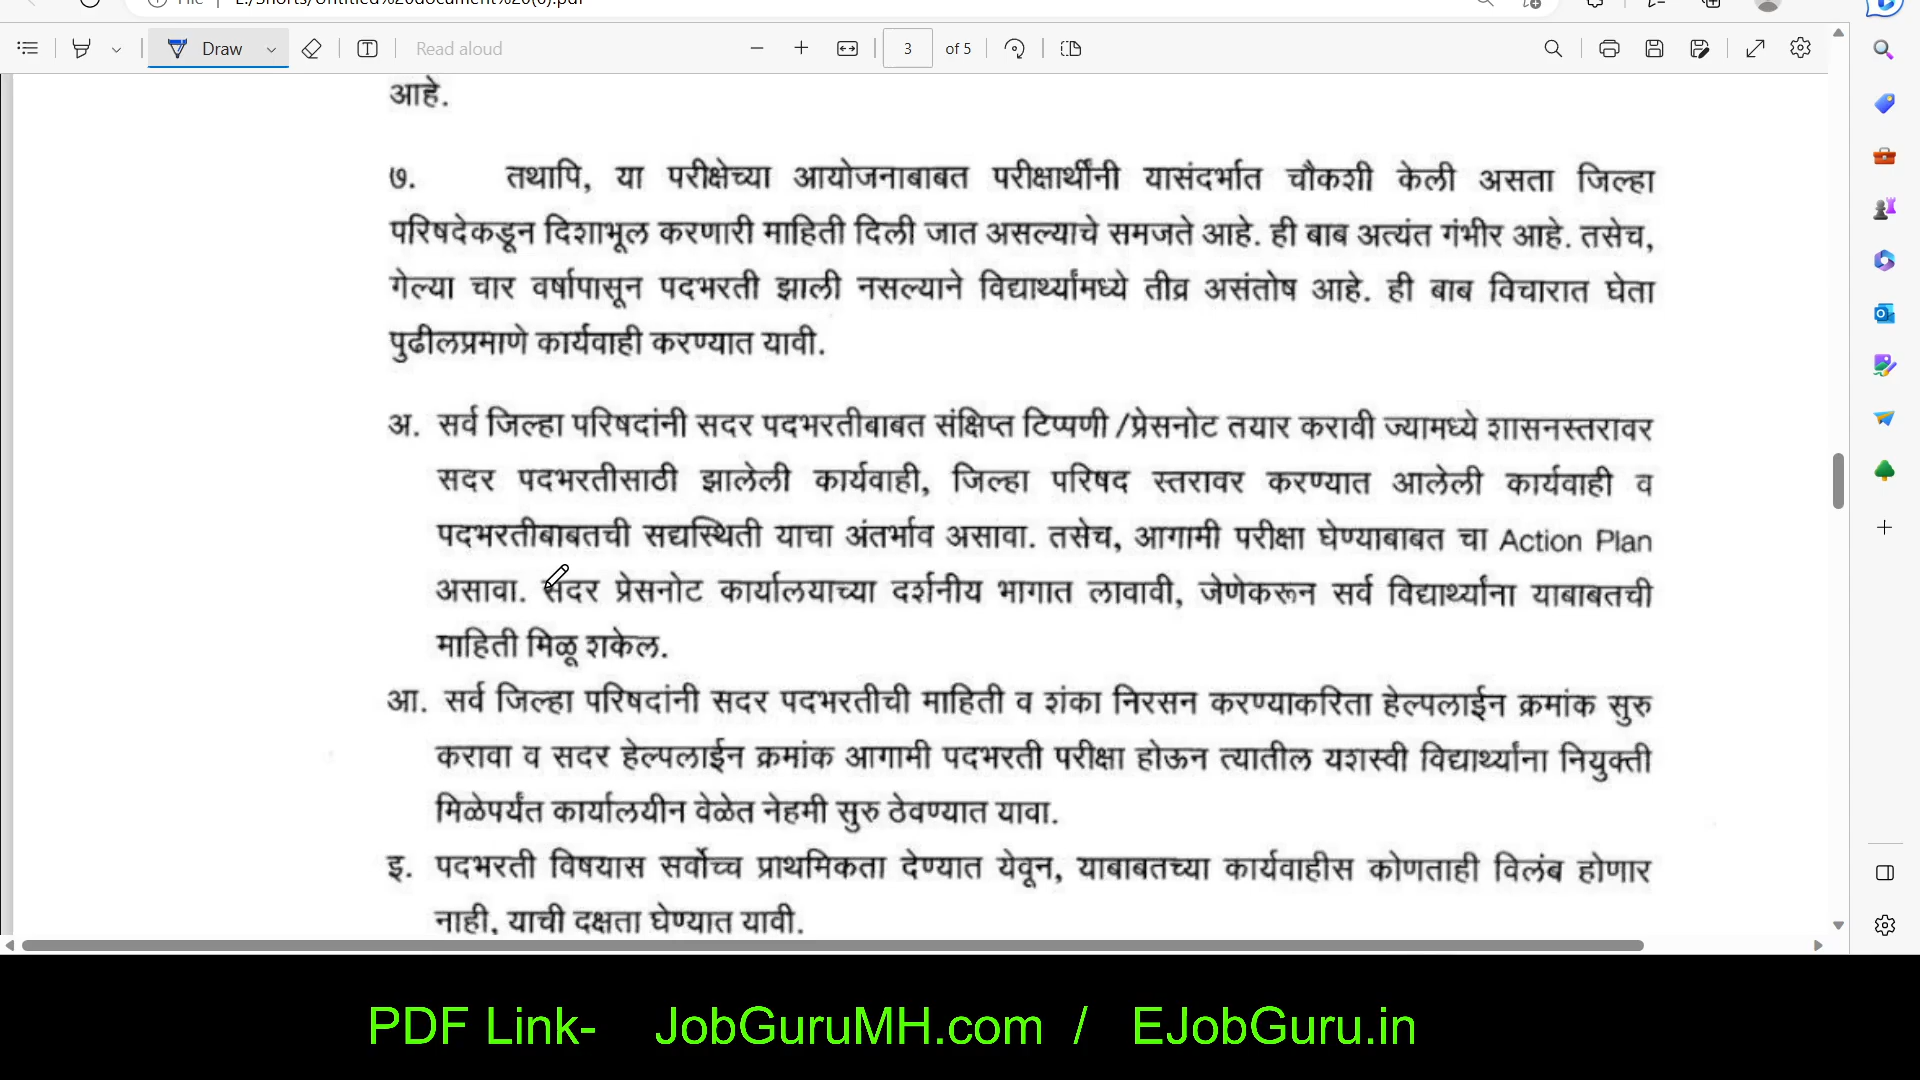 Draw
Read aloud
3
of 5
आहे.
७. तथापि, या परीक्षेच्या आयोजनाबाबत परीक्षार्थींनी यासंदर्भात चौकशी केली असता जिल्हा
परिषदेकडून दिशाभूल करणारी माहिती दिली जात असल्याचे समजते आहे. ही बाब अत्यंत गंभीर आहे. तसेच,
गेल्या चार वर्षापासून पदभरती झाली नसल्याने विद्यार्थ्यांमध्ये तीव्र असंतोष आहे. ही बाब विचारात घेता
पुढीलप्रमाणे कार्यवाही करण्यात यावी.
अ. सर्व जिल्हा परिषदांनी सदर पदभरतीबाबत संक्षिप्त टिप्पणी /प्रेसनोट तयार करावी ज्यामध्ये शासनस्तरावर
सदर पदभरतीसाठी झालेली कार्यवाही, जिल्हा परिषद स्तरावर करण्यात आलेली कार्यवाही व
पदभरतीबाबतची सद्यस्थिती याचा अंतर्भाव असावा. तसेच, आगामी परीक्षा घेण्याबाबत चा Action Plan
असावा. सदर प्रेसनोट कार्यालयाच्या दर्शनीय भागात लावावी, जेणेकरून सर्व विद्यार्थ्यांना याबाबतची
माहिती मिळू शकेल.
आ. सर्व जिल्हा परिषदांनी सदर पदभरतीची माहिती व शंका निरसन करण्याकरिता हेल्पलाईन क्रमांक सुरु
करावा व सदर हेल्पलाईन क्रमांक आगामी पदभरती परीक्षा होऊन त्यातील यशस्वी विद्यार्थ्यांना नियुक्ती
मिळेपर्यंत कार्यालयीन वेळेत नेहमी सुरु ठेवण्यात यावा.
इ. पदभरती विषयास सर्वोच्च प्राथमिकता देण्यात येवून, याबाबतच्या कार्यवाहीस कोणताही विलंब होणार
नाही, याची दक्षता घेण्यात यावी.
PDF Link- JobGuruMH.com / EJobGuru.in